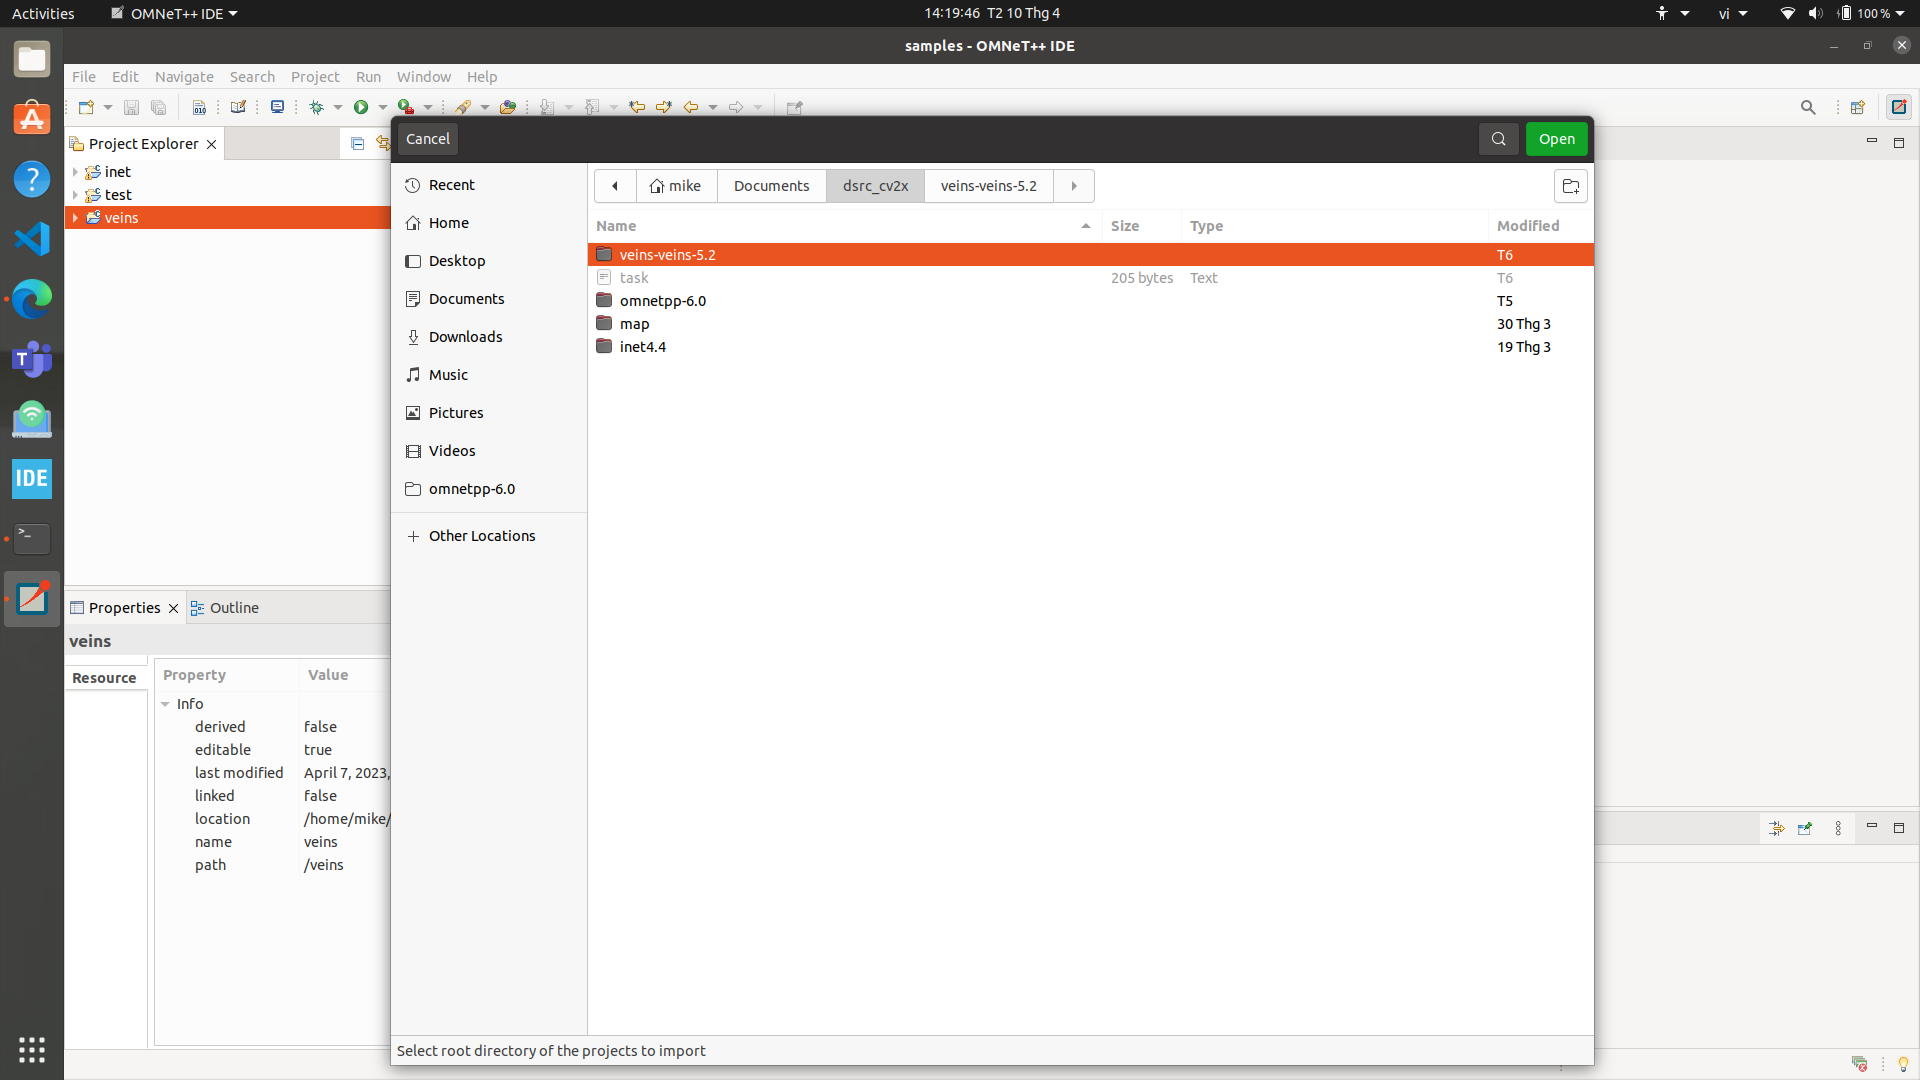 Activities
OMNeT++ IDE
14:19:46 T2 10 Thg 4
vi
100 %
samples - OMNeT++ IDE
File Edit Navigate Search Project Run Window Help
Project Explorer
inet
test
veins
Cancel
Open
Recent
Home
Desktop
Documents
Downloads
Music
Pictures
Videos
omnetpp-6.0
Other Locations
mike Documents dsrc_cv2x veins-veins-5.2
Name Size Type Modified
veins-veins-5.2 T6
task 205 bytes Text T6
omnetpp-6.0 T5
map 30 Thg 3
inet4.4 19 Thg 3
Select root directory of the projects to import
IDE
Properties Outline
veins
Resource
Property Value
Info
derived false
editable true
last modified April 7, 2023,
linked false
location /home/mike/
name veins
path /veins